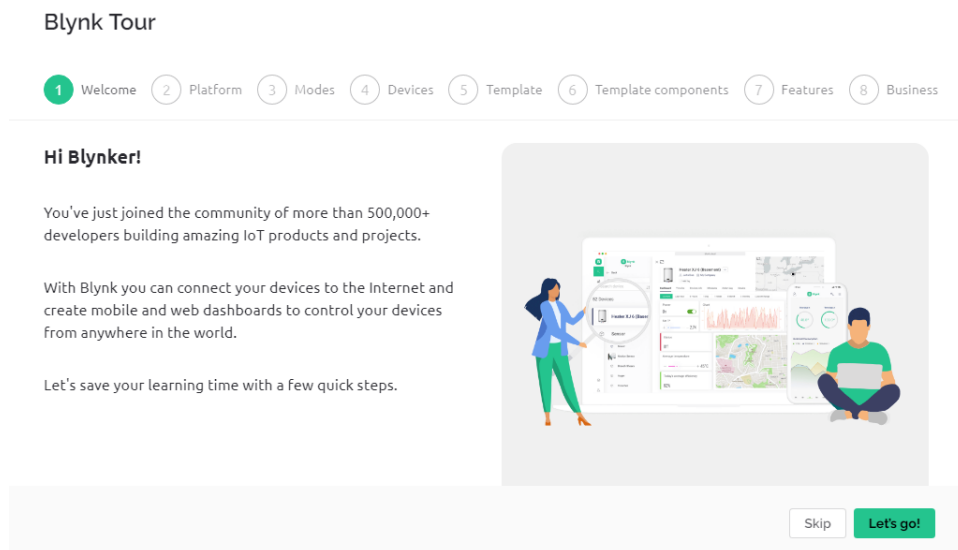 Blynk Tour
1 Welcome 2 Platform 3 Modes 4 Devices 5 Template 6 Template components 7 Features 8 Business
Hi Blynker!
You've just joined the community of more than 500,000+
developers building amazing IoT products and projects.
With Blynk you can connect your devices to the Internet and
create mobile and web dashboards to control your devices
from anywhere in the world.
Let's save your learning time with a few quick steps.
Skip Let's go!